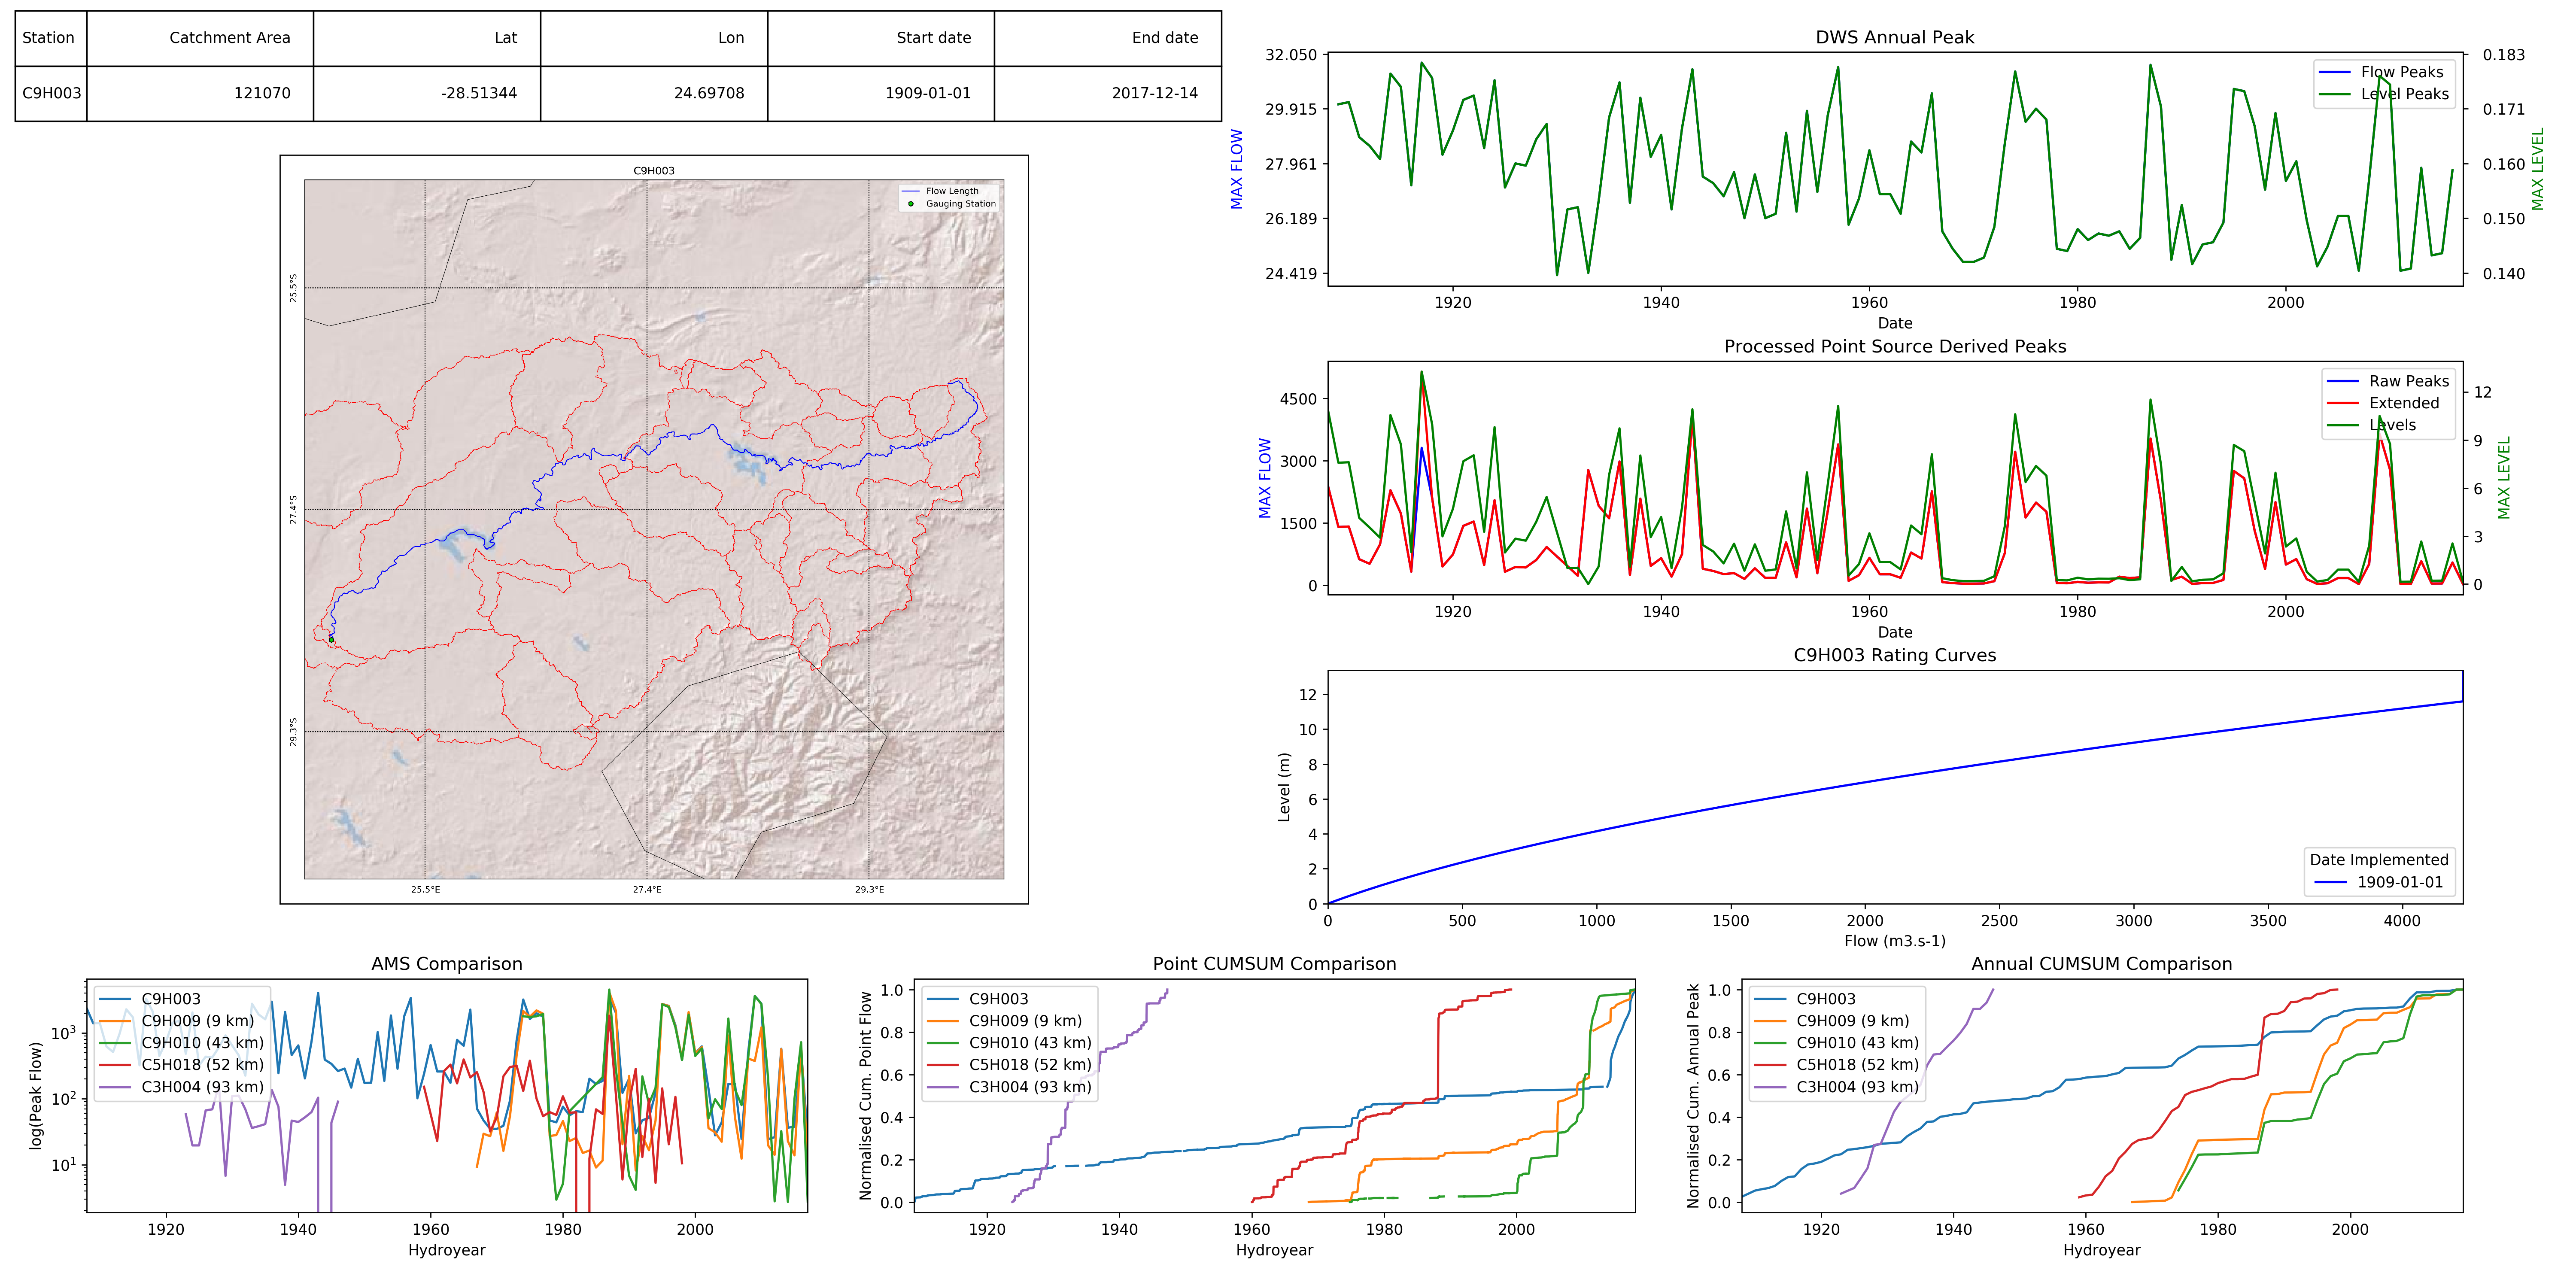 Station Catchment Area Lat Lon Start date End date
C9H003 121070 -28.51344 24.69708 1909-01-01 2017-12-14
C9H003
Flow Length
Gauging Station
25.5°S
27.4°S
29.3°S
25.5°E 27.4°E 29.3°E
DWS Annual Peak
MAX FLOW
32.050
29.915
27.961
26.189
24.419
Flow Peaks
Level Peaks
0.183
0.171
0.160
0.150
0.140
MAX LEVEL
1920 1940 1960 1980 2000
Date
Processed Point Source Derived Peaks
MAX FLOW
4500
3000
1500
0
Raw Peaks
Extended
Levels
12
9
6
3
0
MAX LEVEL
1920 1940 1960 1980 2000
Date
C9H003 Rating Curves
Level (m)
12
10
8
6
4
2
0
Date Implemented
1909-01-01
0 500 1000 1500 2000 2500 3000 3500 4000
Flow (m3.s-1)
AMS Comparison
log(Peak Flow)
10³
10²
10¹
C9H003
C9H009 (9 km)
C9H010 (43 km)
C5H018 (52 km)
C3H004 (93 km)
1920 1940 1960 1980 2000
Hydroyear
Point CUMSUM Comparison
Normalised Cum. Point Flow
1.0
0.8
0.6
0.4
0.2
0.0
C9H003
C9H009 (9 km)
C9H010 (43 km)
C5H018 (52 km)
C3H004 (93 km)
1920 1940 1960 1980 2000
Hydroyear
Annual CUMSUM Comparison
Normalised Cum. Annual Peak
1.0
0.8
0.6
0.4
0.2
0.0
C9H003
C9H009 (9 km)
C9H010 (43 km)
C5H018 (52 km)
C3H004 (93 km)
1920 1940 1960 1980 2000
Hydroyear